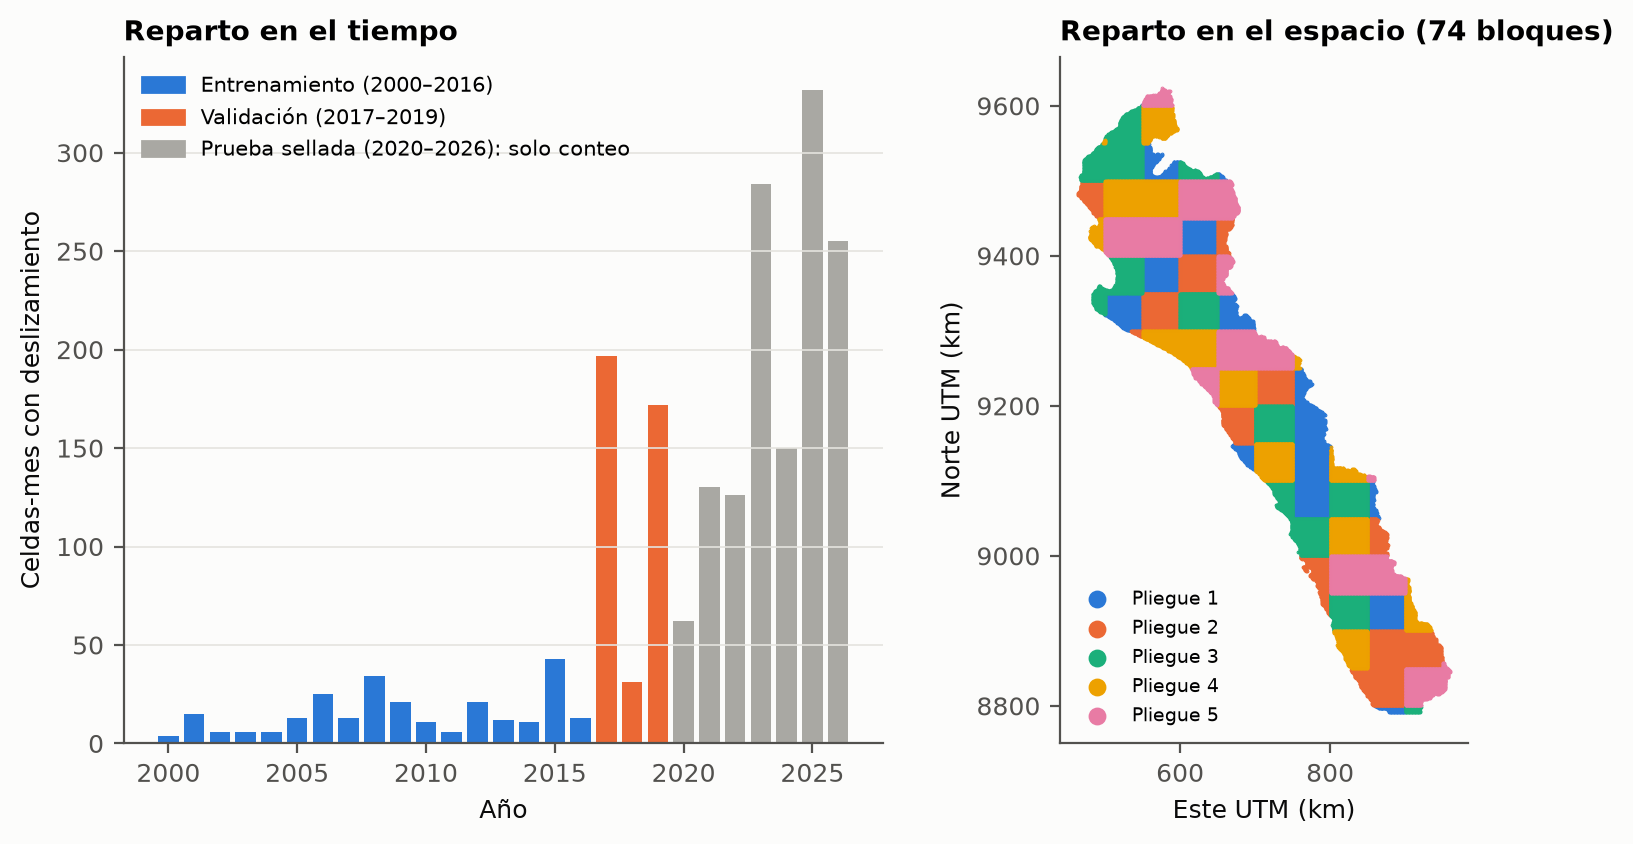 Reparto en el tiempo
Entrenamiento (2000–2016)
Validación (2017–2019)
Prueba sellada (2020–2026): solo conteo
Celdas-mes con deslizamiento
300
250
200
150
100
50
0
2000
2005
2010
2015
2020
2025
Año
Reparto en el espacio (74 bloques)
Norte UTM (km)
9600
9400
9200
9000
8800
Pliegue 1
Pliegue 2
Pliegue 3
Pliegue 4
Pliegue 5
600
800
Este UTM (km)